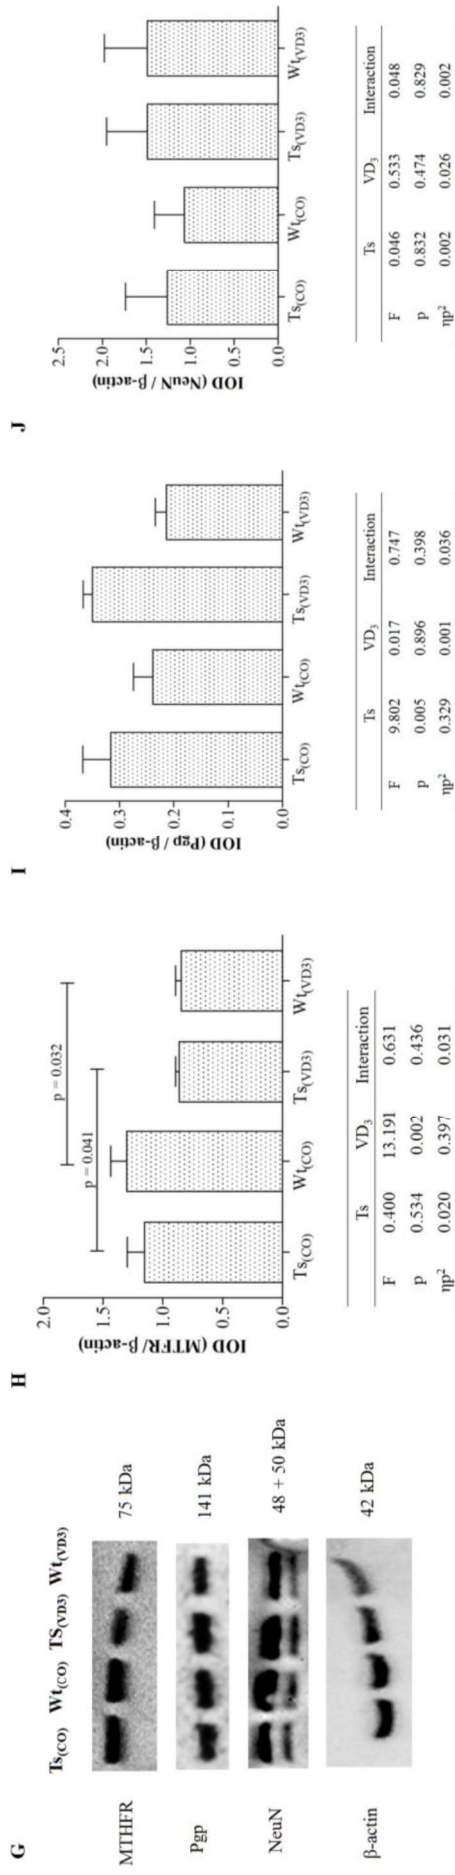 G
Ts(CO) Wt(CO) TS(VD3) Wt(VD3)
MTHFR 75 kDa
Pgp 141 kDa
NeuN 48 + 50 kDa
β-actin 42 kDa
H
IOD (MTFR/ β-actin)
2.0
1.5
1.0
0.5
0.0
p = 0.032
p = 0.041
Ts(CO) Wt(CO) Ts(VD3) Wt(VD3)
Ts VD3 Interaction
F 0.400 13.191 0.631
p 0.534 0.002 0.436
ηp2 0.020 0.397 0.031
I
IOD (Pgp / β-actin)
0.4
0.3
0.2
0.1
0.0
Ts(CO) Wt(CO) Ts(VD3) Wt(VD3)
Ts VD3 Interaction
F 9.802 0.017 0.747
p 0.005 0.896 0.398
ηp2 0.329 0.001 0.036
J
IOD (NeuN / β-actin)
2.5
2.0
1.5
1.0
0.5
0.0
Ts(CO) Wt(CO) Ts(VD3) Wt(VD3)
Ts VD3 Interaction
F 0.046 0.533 0.048
p 0.832 0.474 0.829
ηp2 0.002 0.026 0.002